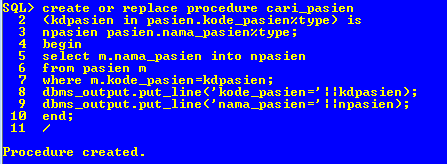 SQL> create or replace procedure cari_pasien
2 (kdpasien in pasien.kode_pasien%type) is
3 npasien pasien.nama_pasien%type;
4 begin
5 select m.nama_pasien into npasien
6 from pasien m
7 where m.kode_pasien=kdpasien;
8 dbms_output.put_line('kode_pasien='||kdpasien);
9 dbms_output.put_line('nama_pasien='||npasien);
10 end;
11 /
Procedure created.